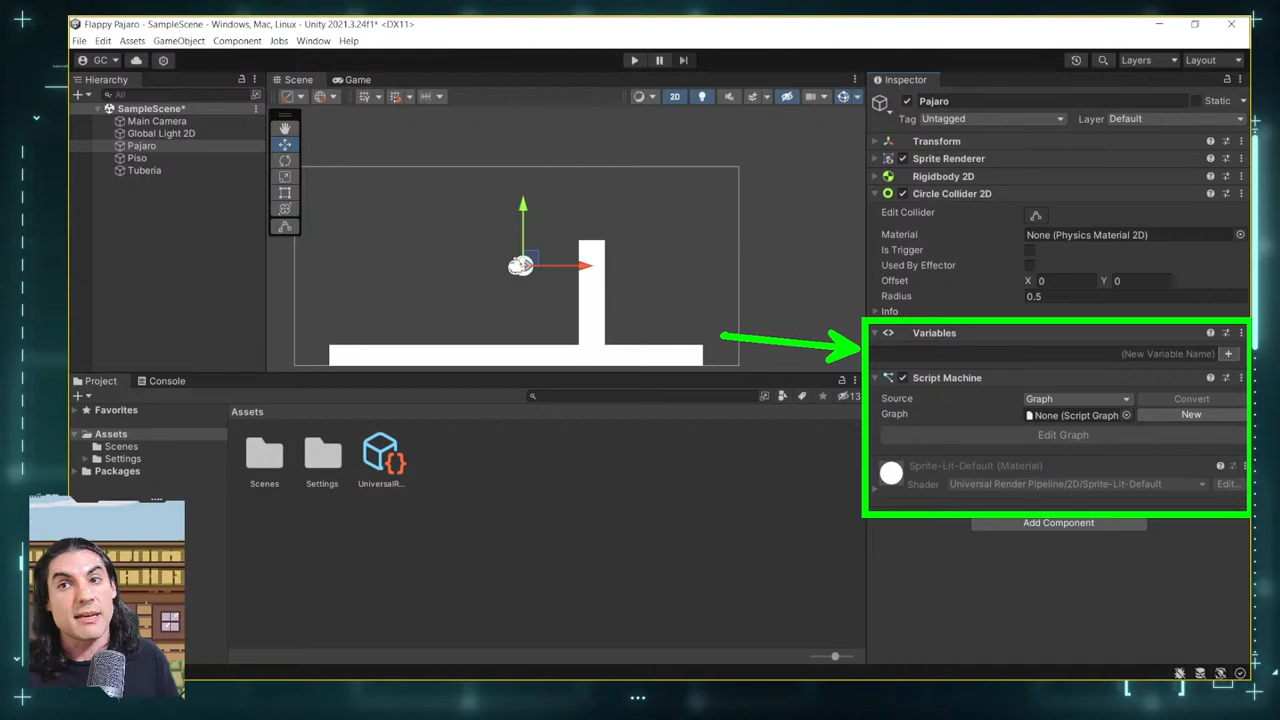 Flappy Pajaro - SampleScene - Windows, Mac, Linux - Unity 2021.3.24f1* <DX11>
File Edit Assets GameObject Component Jobs Window Help
GC
Layers Layout
Hierarchy
All
SampleScene*
Main Camera
Global Light 2D
Pajaro
Piso
Tuberia
Scene Game
2D
Project Console
13
Favorites
Assets
Scenes
Settings
Packages
Assets
Scenes Settings UniversalR...
Inspector
Pajaro Static
Tag Untagged Layer Default
Transform
Sprite Renderer
Rigidbody 2D
Circle Collider 2D
Edit Collider
Material None (Physics Material 2D)
Is Trigger
Used By Effector
Offset X 0 Y 0
Radius 0.5
Info
Variables
(New Variable Name) +
Script Machine
Source Graph Convert
Graph None (Script Graph New
Edit Graph
Sprite-Lit-Default (Material)
Shader Universal Render Pipeline/2D/Sprite-Lit-Default Edit...
Add Component